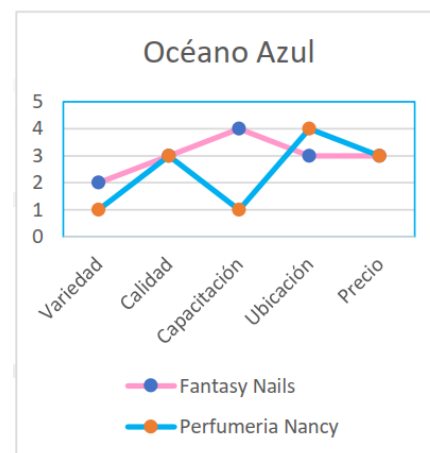 Océano Azul
5
4
3
2
1
0
Variedad
Calidad
Capacitación
Ubicación
Precio
Fantasy Nails
Perfumeria Nancy